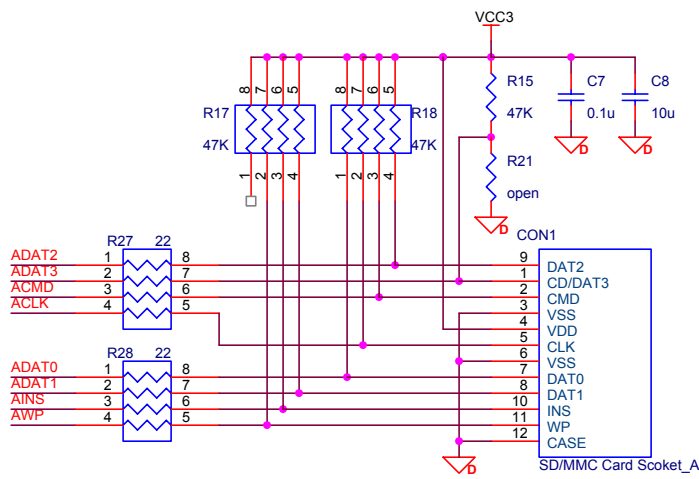 VCC3
8 7 6 5 8 7 6 5
R17 R18 R15 C7 C8
47K 47K 47K 0.1u 10u
D D
1 2 3 4 1 2 3 4
R21
open
D
CON1
R27 22
ADAT2 1 8 9 DAT2
ADAT3 2 7 1 CD/DAT3
ACMD 3 6 2 CMD
ACLK 4 5 3 VSS
4 VDD
5 CLK
R28 22 6 VSS
ADAT0 1 8 7 DAT0
ADAT1 2 7 8 DAT1
AINS 3 6 10 INS
AWP 4 5 11 WP
12 CASE
D
SD/MMC Card Scoket_A